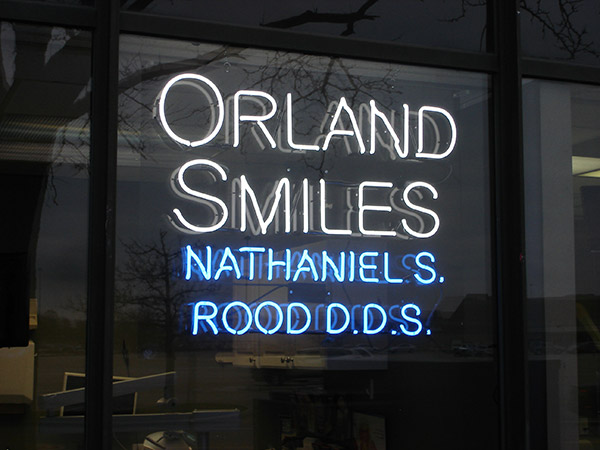 ORLAND
SMILES
NATHANIEL S.
ROOD D.D.S.